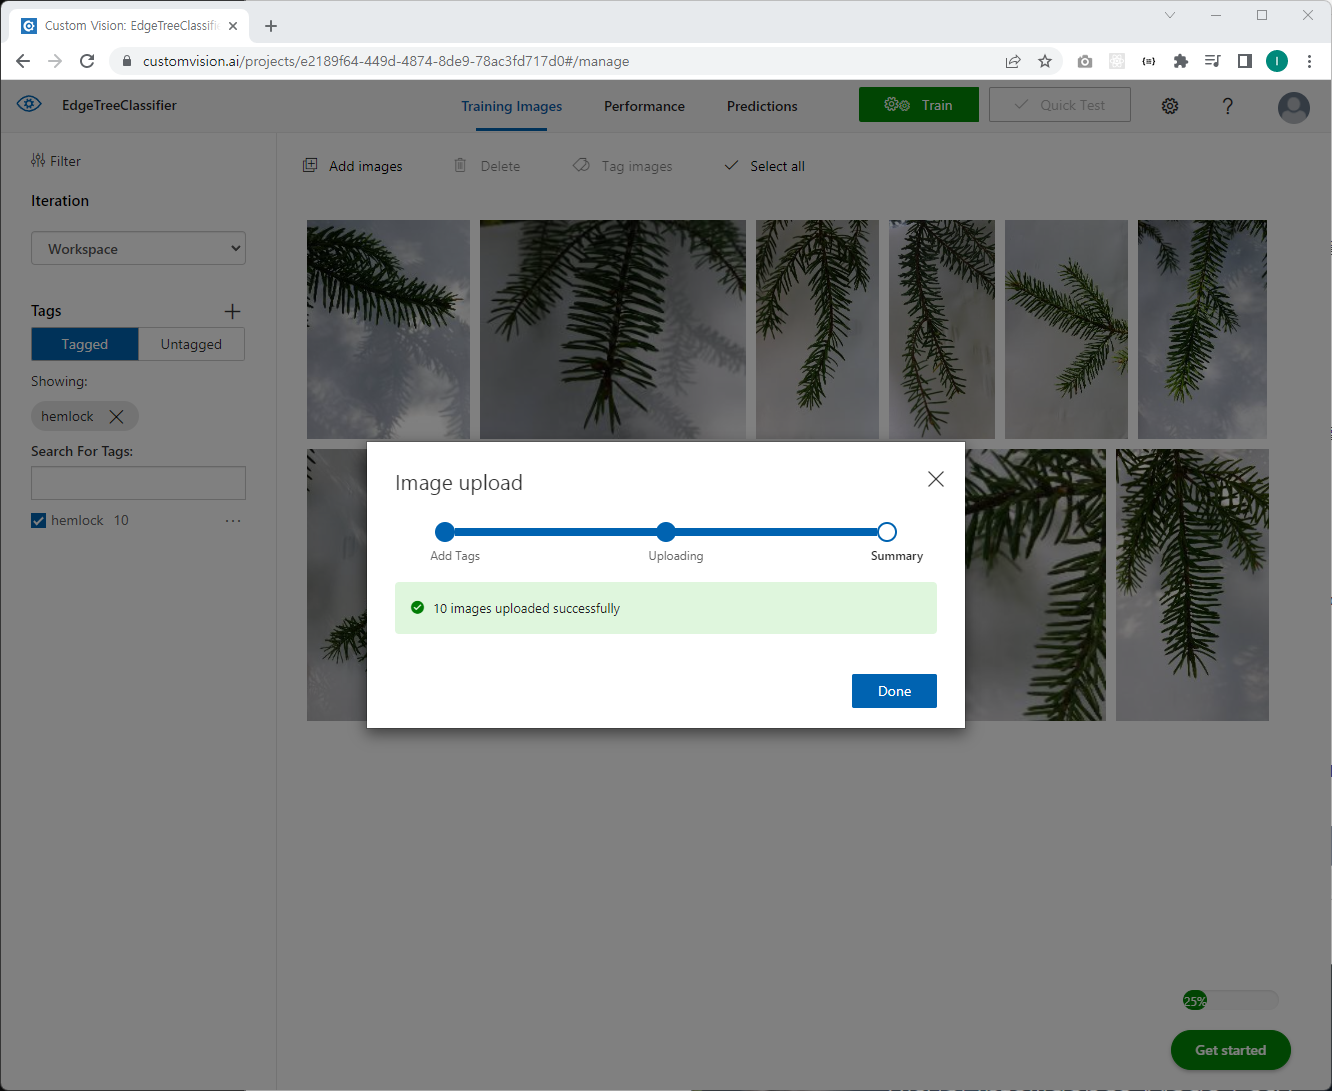 Custom Vision: EdgeTreeClassifi
customvision.ai/projects/e2189f64-449d-4874-8de9-78ac3fd717d0#/manage
I
EdgeTreeClassifier
Training Images
Performance
Predictions
Train
Quick Test
?
Filter
Add images
Delete
Tag images
Select all
Iteration
Workspace
Tags
Tagged
Untagged
Showing:
hemlock
Search For Tags:
hemlock 10
Image upload
Add Tags
Uploading
Summary
10 images uploaded successfully
Done
25%
Get started